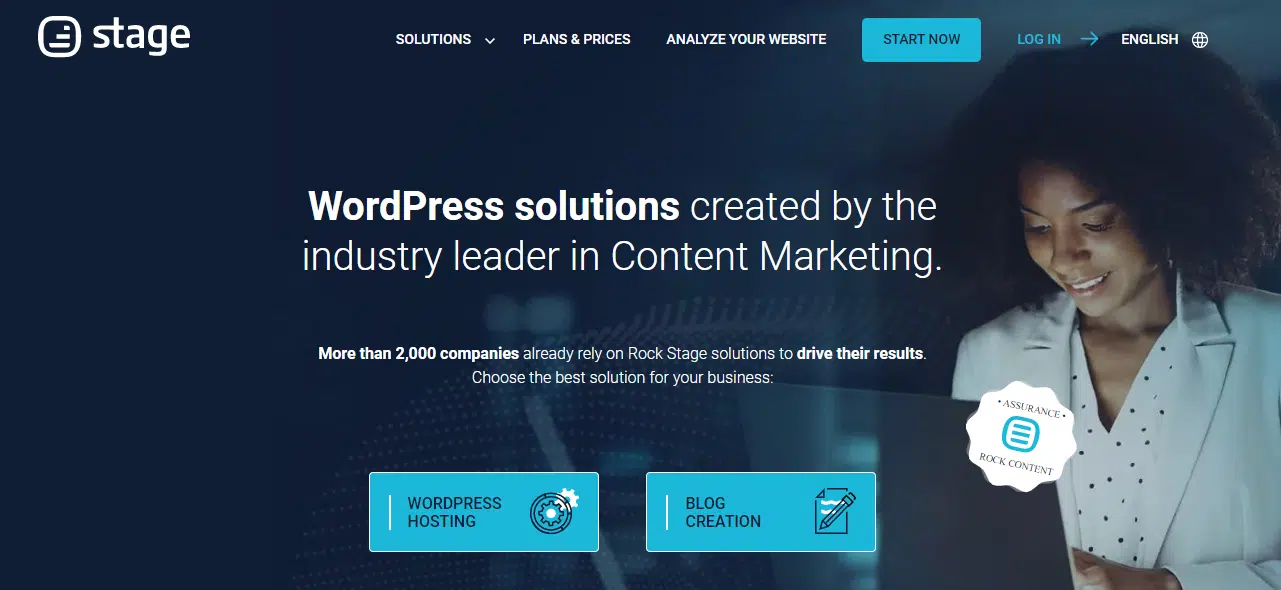 stage
SOLUTIONS
PLANS & PRICES
ANALYZE YOUR WEBSITE
START NOW
LOG IN
ENGLISH
WordPress solutions created by the
industry leader in Content Marketing.
More than 2,000 companies already rely on Rock Stage solutions to drive their results.
Choose the best solution for your business:
• ASSURANCE •
ROCK CONTENT
WORDPRESS
HOSTING
BLOG
CREATION